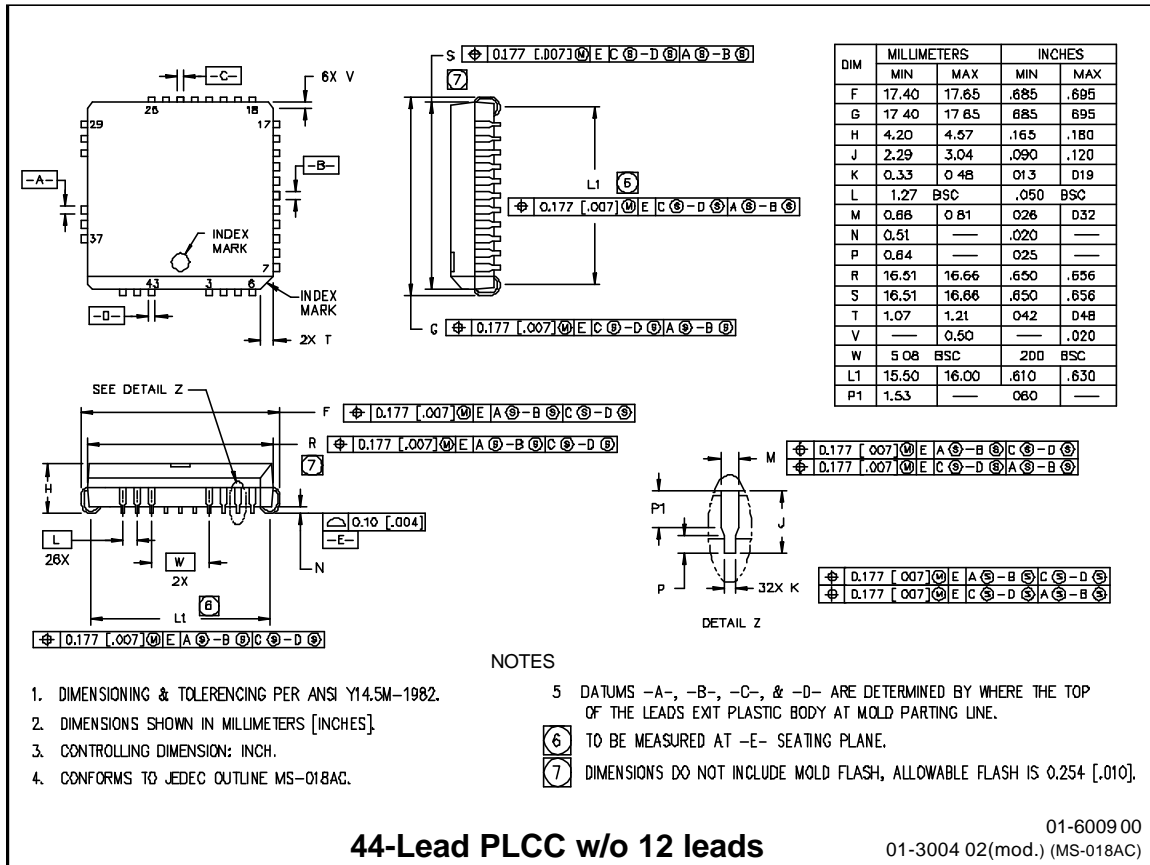 -C-
6X V
26
18
29
17
-A-
-B-
37
INDEX
MARK
7
43
3
6
INDEX
MARK
-D-
2X T
S ⌖ 0.177 [.007] Ⓜ E C Ⓢ-D Ⓢ A Ⓢ-B Ⓢ
7
L1 6
⌖ 0.177 [.007] Ⓜ E C Ⓢ-D Ⓢ A Ⓢ-B Ⓢ
G ⌖ 0.177 [.007] Ⓜ E C Ⓢ-D Ⓢ A Ⓢ-B Ⓢ
DIM MILLIMETERS INCHES
MIN MAX MIN MAX
F 17.40 17.65 .685 .695
G 17 40 17 65 685 695
H 4.20 4.57 .165 .180
J 2.29 3.04 .090 .120
K 0.33 0 48 013 019
L 1.27 BSC .050 BSC
M 0.66 0 81 026 032
N 0.51 — .020 —
P 0.64 — 025 —
R 16.51 16.66 .650 .656
S 16.51 16.66 .650 .656
T 1.07 1.21 042 048
V — 0.50 — .020
W 5 08 BSC 200 BSC
L1 15.50 16.00 .610 .630
P1 1.53 — 060 —
SEE DETAIL Z
F ⌖ 0.177 [.007] Ⓜ E A Ⓢ-B Ⓢ C Ⓢ-D Ⓢ
R ⌖ 0.177 [.007] Ⓜ E A Ⓢ-B Ⓢ C Ⓢ-D Ⓢ
7
H
⌓ 0.10 [.004]
-E-
L
26X
W
2X
N
L1 6
⌖ 0.177 [.007] Ⓜ E A Ⓢ-B Ⓢ C Ⓢ-D Ⓢ
M ⌖ 0.177 [ 007] Ⓜ E A Ⓢ-B Ⓢ C Ⓢ-D Ⓢ
⌖ 0.177 [.007] Ⓜ E C Ⓢ-D Ⓢ A Ⓢ-B Ⓢ
P1
J
P
32X K
⌖ 0.177 [ 007] Ⓜ E A Ⓢ-B Ⓢ C Ⓢ-D Ⓢ
⌖ 0.177 [ 007] Ⓜ E C Ⓢ-D Ⓢ A Ⓢ-B Ⓢ
DETAIL Z
NOTES
1. DIMENSIONING & TOLERENCING PER ANSI Y14.5M-1982.
2. DIMENSIONS SHOWN IN MILLIMETERS [INCHES].
3. CONTROLLING DIMENSION: INCH.
4. CONFORMS TO JEDEC OUTLINE MS-018AC.
5 DATUMS -A-, -B-, -C-, & -D- ARE DETERMINED BY WHERE THE TOP
OF THE LEADS EXIT PLASTIC BODY AT MOLD PARTING LINE.
6 TO BE MEASURED AT -E- SEATING PLANE.
7 DIMENSIONS DO NOT INCLUDE MOLD FLASH, ALLOWABLE FLASH IS 0.254 [.010].
44-Lead PLCC w/o 12 leads
01-6009 00
01-3004 02(mod.) (MS-018AC)